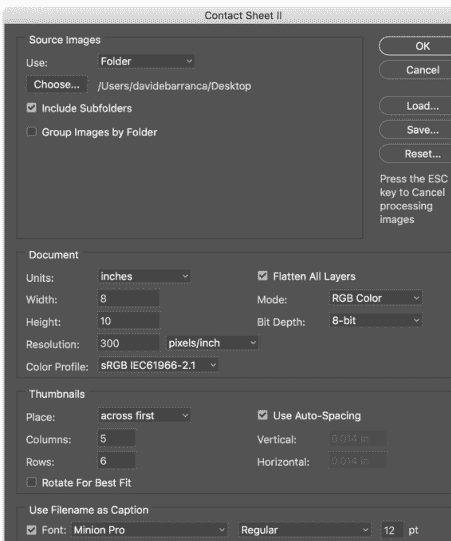 Contact Sheet II
Source Images
Use: Folder
Choose... /Users/davidebarranca/Desktop
Include Subfolders
Group Images by Folder
OK
Cancel
Load...
Save...
Reset...
Press the ESC
key to Cancel
processing
images
Document
Units: inches
Width: 8
Height: 10
Resolution: 300 pixels/inch
Color Profile: sRGB IEC61966-2.1
Flatten All Layers
Mode: RGB Color
Bit Depth: 8-bit
Thumbnails
Place: across first
Columns: 5
Rows: 6
Rotate For Best Fit
Use Auto-Spacing
Vertical: 0.014 in
Horizontal: 0.014 in
Use Filename as Caption
Font: Minion Pro Regular 12 pt